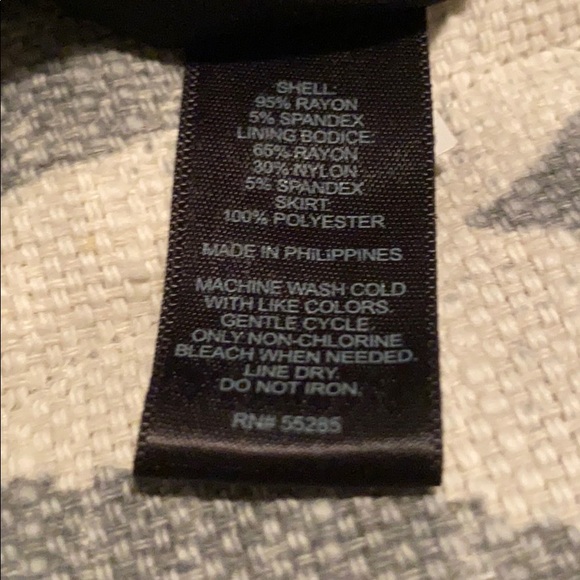 SHELL:
95% RAYON
5% SPANDEX
LINING BODICE:
65% RAYON
30% NYLON
5% SPANDEX
SKIRT:
100% POLYESTER
MADE IN PHILIPPINES
MACHINE WASH COLD
WITH LIKE COLORS.
GENTLE CYCLE.
ONLY NON-CHLORINE
BLEACH WHEN NEEDED.
LINE DRY.
DO NOT IRON.
RN# 55285